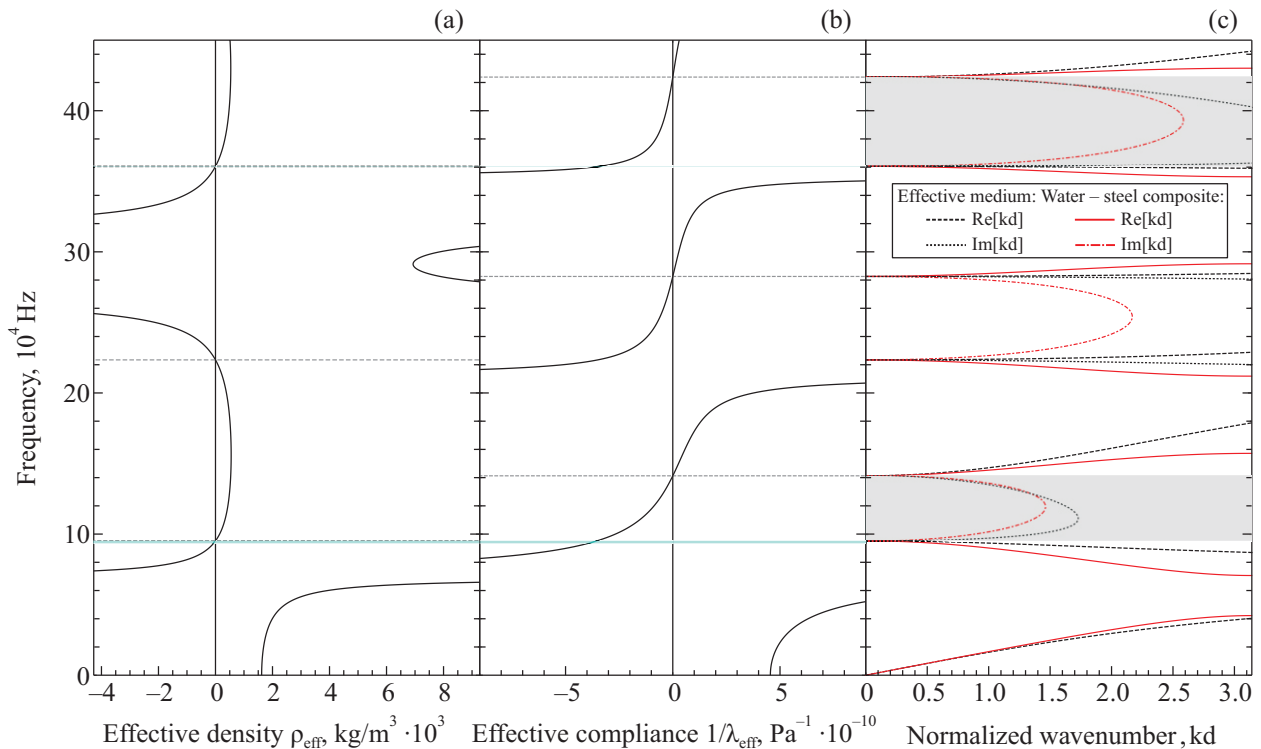 (a) (b) (c)
40
30
20
10
0
Frequency, 10⁴ Hz
Effective medium: Water – steel composite:
Re[kd] Re[kd]
Im[kd] Im[kd]
−4 −2 0 2 4 6 8
−5 0 5
0 0.5 1.0 1.5 2.0 2.5 3.0
Effective density ρeff, kg/m³ ·10³
Effective compliance 1/λeff, Pa⁻¹ ·10⁻¹⁰
Normalized wavenumber, kd